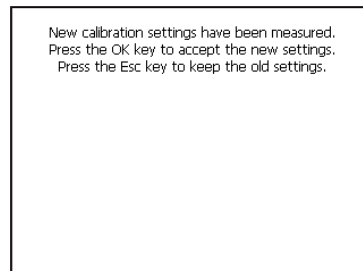 New calibration settings have been measured.
Press the OK key to accept the new settings.
Press the Esc key to keep the old settings.